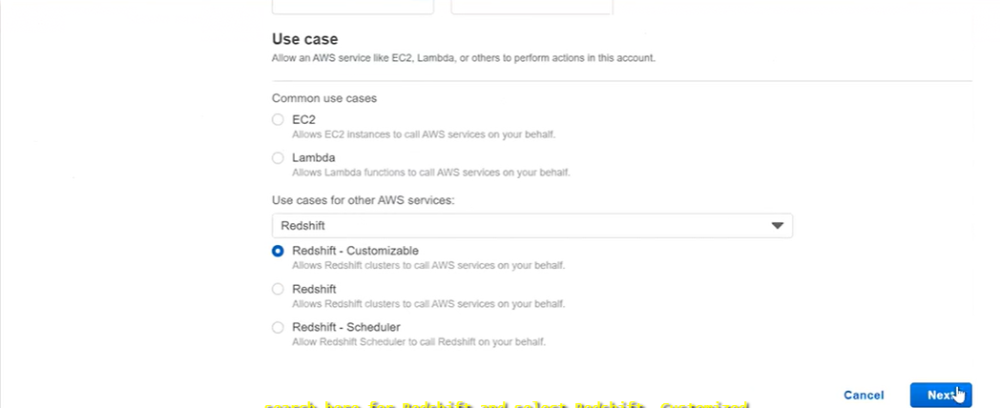 Use case
Allow an AWS service like EC2, Lambda, or others to perform actions in this account.
Common use cases
EC2
Allows EC2 instances to call AWS services on your behalf.
Lambda
Allows Lambda functions to call AWS services on your behalf.
Use cases for other AWS services:
Redshift
Redshift - Customizable
Allows Redshift clusters to call AWS services on your behalf.
Redshift
Allows Redshift clusters to call AWS services on your behalf.
Redshift - Scheduler
Allow Redshift Scheduler to call Redshift on your behalf.
Cancel Next
search here for Redshift and select Redshift, Customized